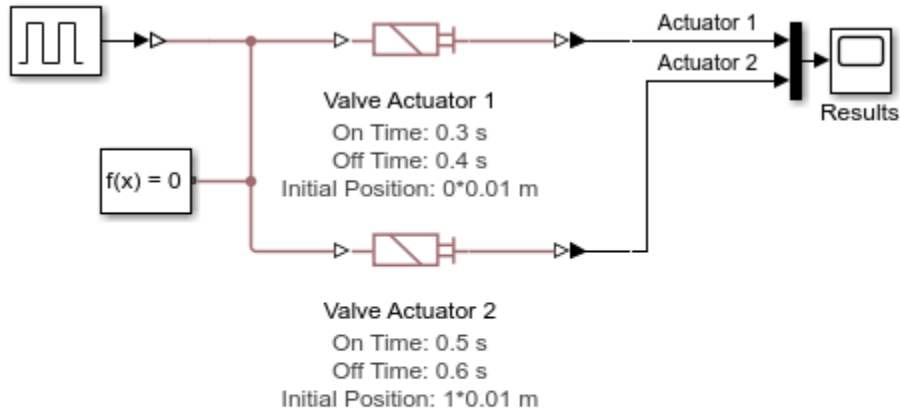 Actuator 1
Actuator 2
Results
Valve Actuator 1
On Time: 0.3 s
Off Time: 0.4 s
Initial Position: 0*0.01 m
f(x) = 0
Valve Actuator 2
On Time: 0.5 s
Off Time: 0.6 s
Initial Position: 1*0.01 m